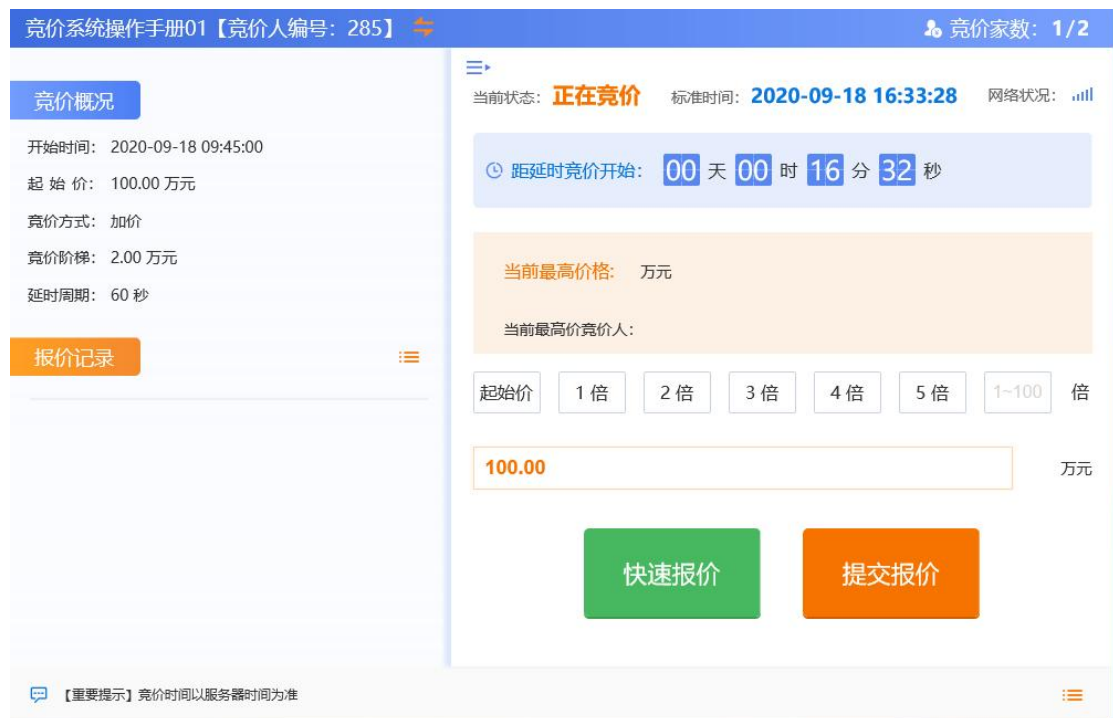 竞价系统操作手册01【竞价人编号：285】
竞价家数：1/2
竞价概况
开始时间： 2020-09-18 09:45:00
起 始 价： 100.00 万元
竞价方式： 加价
竞价阶梯： 2.00 万元
延时周期： 60 秒
报价记录
当前状态：正在竞价 标准时间：2020-09-18 16:33:28 网络状况：
距延时竞价开始： 00 天 00 时 16 分 32 秒
当前最高价格： 万元
当前最高价竞价人：
起始价 1 倍 2 倍 3 倍 4 倍 5 倍 1~100 倍
100.00 万元
快速报价 提交报价
【重要提示】竞价时间以服务器时间为准